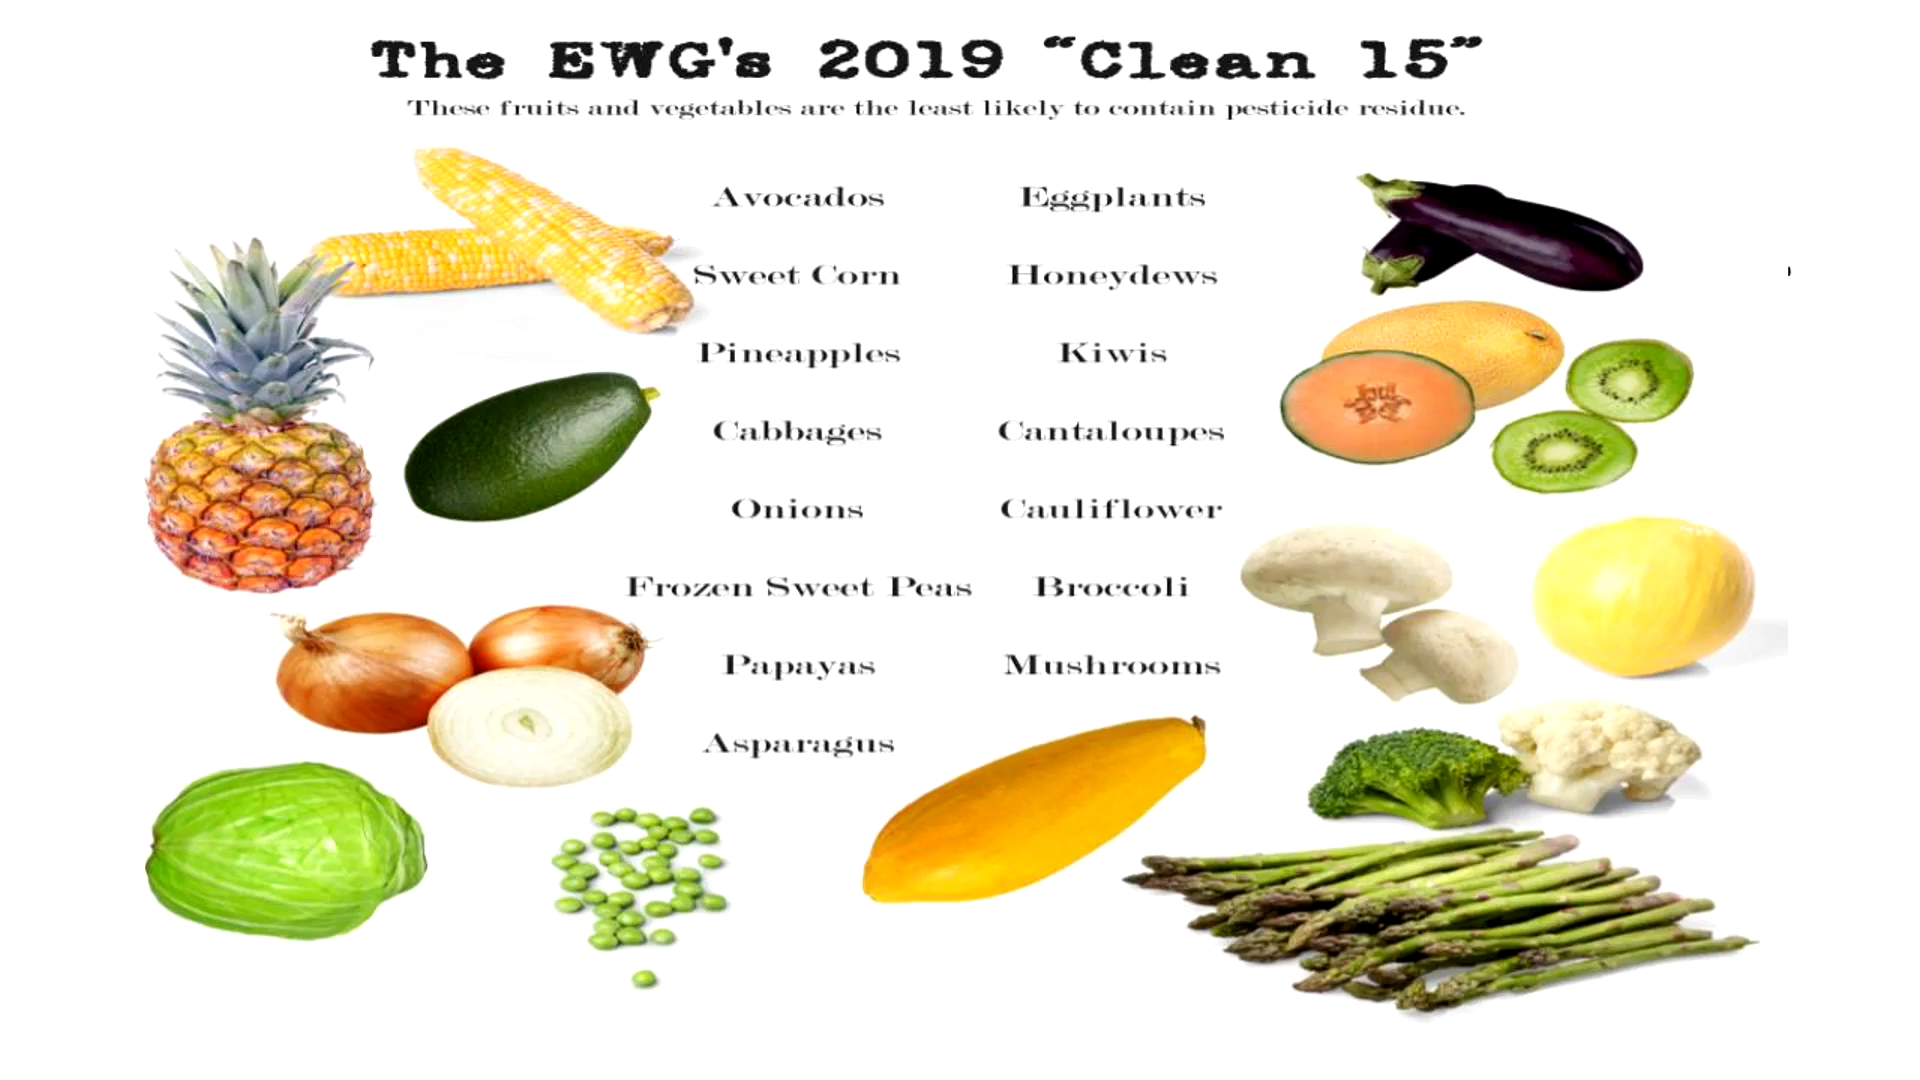 The EWG's 2019 “Clean 15”
These fruits and vegetables are the least likely to contain pesticide residue.
Avocados
Sweet Corn
Pineapples
Cabbages
Onions
Frozen Sweet Peas
Papayas
Asparagus
Eggplants
Honeydews
Kiwis
Cantaloupes
Cauliflower
Broccoli
Mushrooms